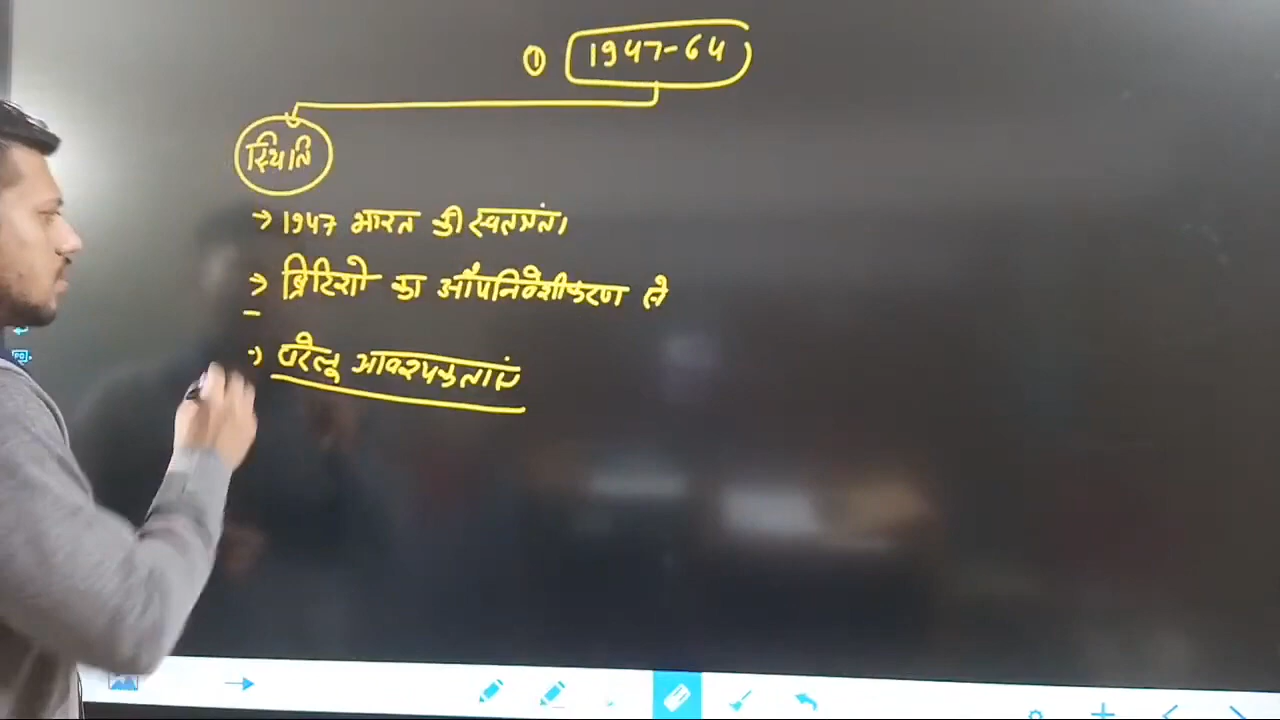 ① 1947-64
स्थिति
→ 1947 भारत की स्वतंत्रता
→ ब्रिटिशो का औपनिवेशीकरण से
→ घरेलू आवश्यकताएं